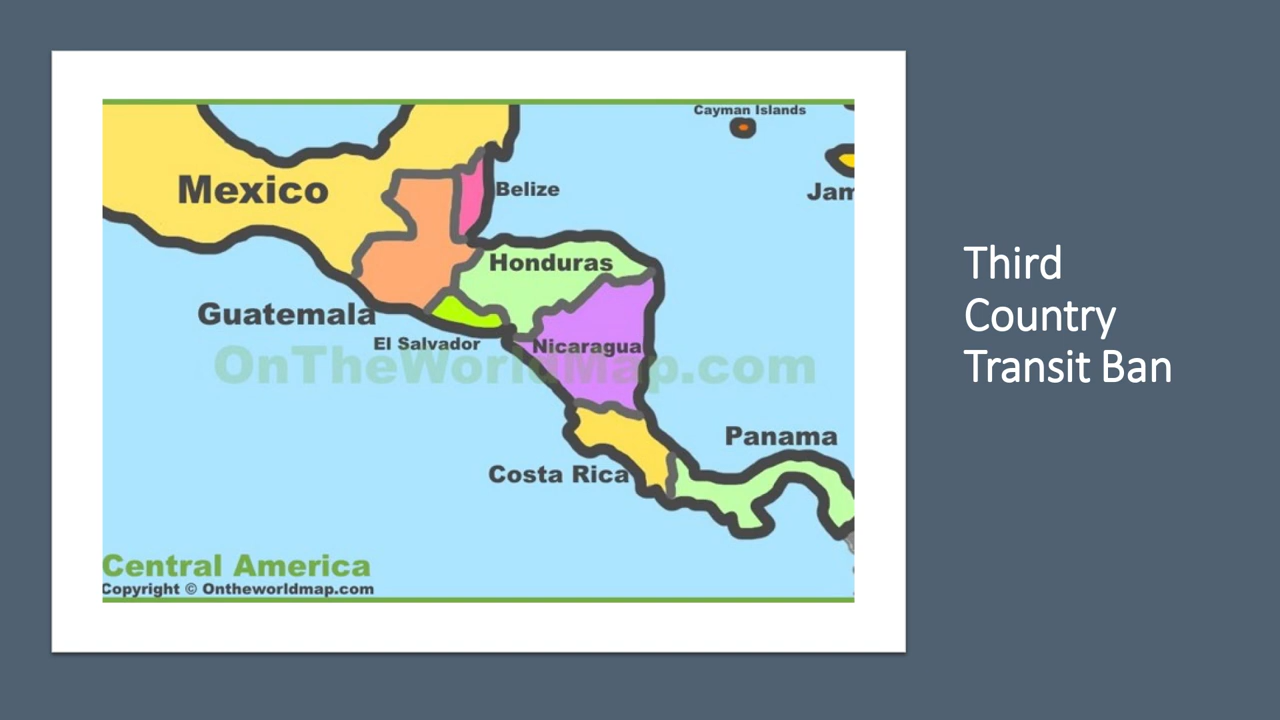 Cayman Islands
Mexico
Belize
Jam
Honduras
Guatemala
El Salvador
Nicaragua
OnTheWorldMap.com
Panama
Costa Rica
Central America
Copyright © Ontheworldmap.com
Third
Country
Transit Ban